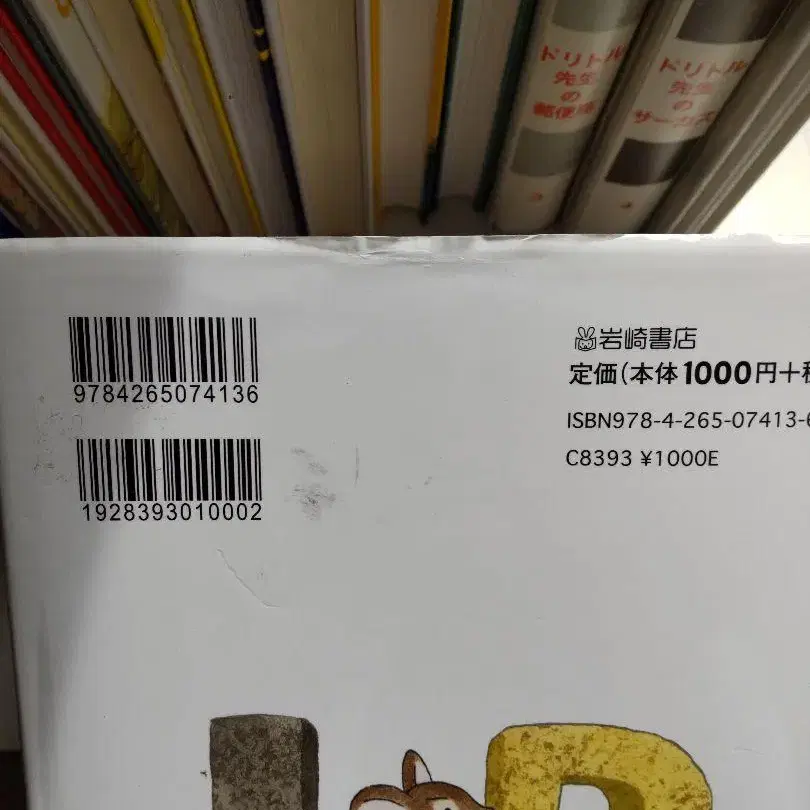 ドリトル
先生
の
郵便局
ドリトル
先生
の
サーカス
9784265074136
1928393010002
岩崎書店
定価(本体1000円+税
ISBN978-4-265-07413-6
C8393 ¥1000E